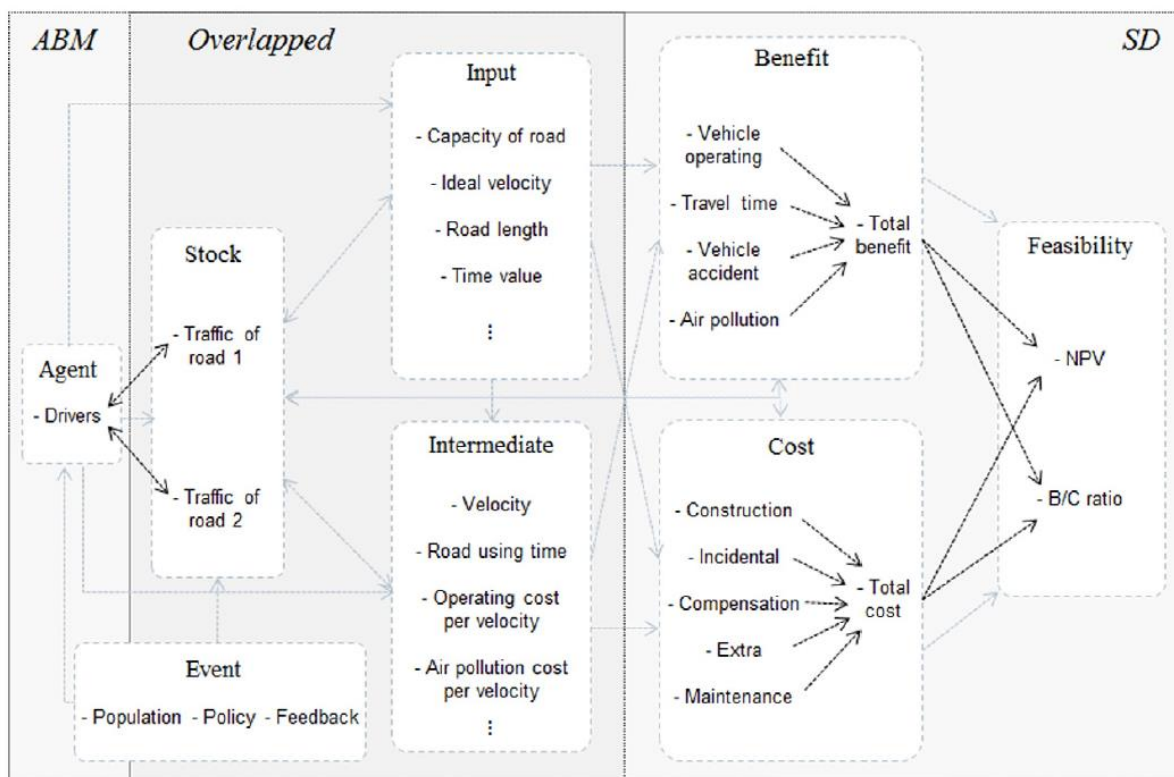 ABM
Overlapped
SD
Input
- Capacity of road
- Ideal velocity
- Road length
- Time value
⋮
Stock
- Traffic of
road 1
- Traffic of
road 2
Agent
- Drivers
Intermediate
- Velocity
- Road using time
- Operating cost
per velocity
- Air pollution cost
per velocity
⋮
Event
- Population - Policy - Feedback
Benefit
- Vehicle
operating
- Travel time
- Vehicle
accident
- Air pollution
- Total
benefit
Cost
- Construction
- Incidental
- Compensation
- Extra
- Maintenance
- Total
cost
Feasibility
- NPV
- B/C ratio